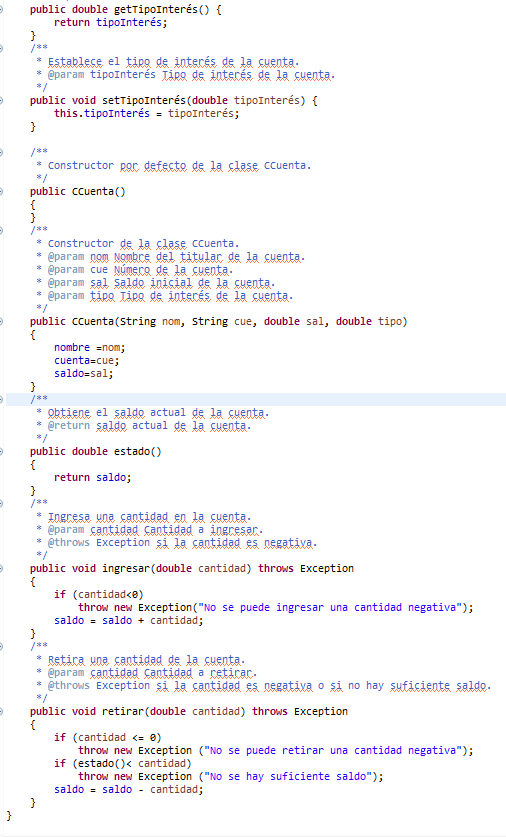 public double getTipoInterés() {
return tipoInterés;
}
/**
* Establece el tipo de interés de la cuenta.
* @param tipoInterés Tipo de interés de la cuenta.
*/
public void setTipoInterés(double tipoInterés) {
this.tipoInterés = tipoInterés;
}
/**
* Constructor por defecto de la clase CCuenta.
*/
public CCuenta()
{
}
/**
* Constructor de la clase CCuenta.
* @param nom Nombre del titular de la cuenta.
* @param cue Número de la cuenta.
* @param sal Saldo inicial de la cuenta.
* @param tipo Tipo de interés de la cuenta.
*/
public CCuenta(String nom, String cue, double sal, double tipo)
{
nombre =nom;
cuenta=cue;
saldo=sal;
}
/**
* Obtiene el saldo actual de la cuenta.
* @return saldo actual de la cuenta.
*/
public double estado()
{
return saldo;
}
/**
* Ingresa una cantidad en la cuenta.
* @param cantidad Cantidad a ingresar.
* @throws Exception si la cantidad es negativa.
*/
public void ingresar(double cantidad) throws Exception
{
if (cantidad<0)
throw new Exception("No se puede ingresar una cantidad negativa");
saldo = saldo + cantidad;
}
/**
* Retira una cantidad de la cuenta.
* @param cantidad Cantidad a retirar.
* @throws Exception si la cantidad es negativa o si no hay suficiente saldo.
*/
public void retirar(double cantidad) throws Exception
{
if (cantidad <= 0)
throw new Exception ("No se puede retirar una cantidad negativa");
if (estado()< cantidad)
throw new Exception ("No se hay suficiente saldo");
saldo = saldo - cantidad;
}
}